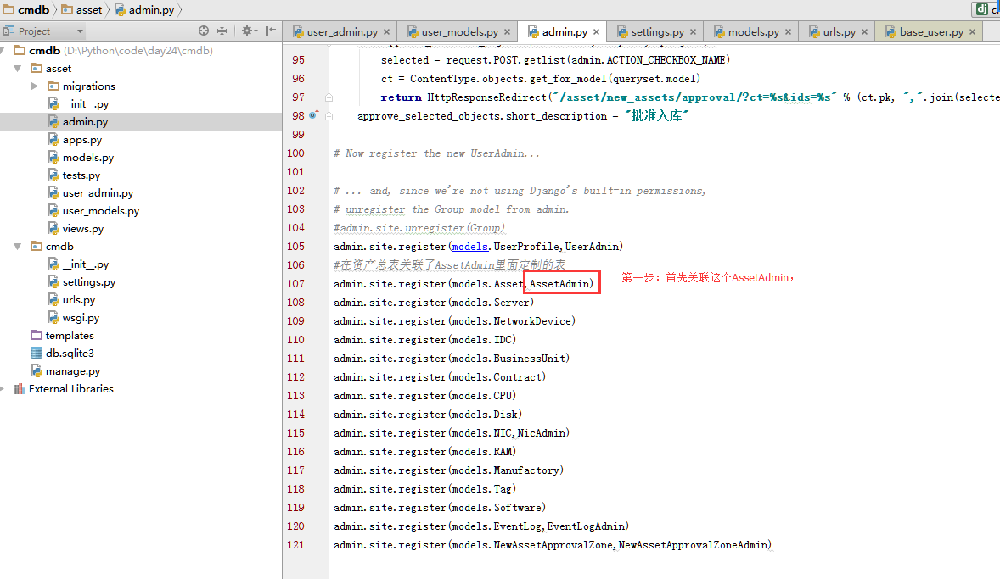 cmdb asset admin.py
Project
user_admin.py user_models.py admin.py settings.py models.py urls.py base_user.py
cmdb (D:\Python\code\day24\cmdb)
asset
migrations
__init__.py
admin.py
apps.py
models.py
tests.py
user_admin.py
user_models.py
views.py
cmdb
__init__.py
settings.py
urls.py
wsgi.py
templates
db.sqlite3
manage.py
External Libraries
95 selected = request.POST.getlist(admin.ACTION_CHECKBOX_NAME)
96 ct = ContentType.objects.get_for_model(queryset.model)
97 return HttpResponseRedirect("/asset/new_assets/approval/?ct=%s&ids=%s" % (ct.pk, ",".join(selecte
98 approve_selected_objects.short_description = "批准入库"
99
100 # Now register the new UserAdmin...
101
102 # ... and, since we're not using Django's built-in permissions,
103 # unregister the Group model from admin.
104 #admin.site.unregister(Group)
105 admin.site.register(models.UserProfile,UserAdmin)
106 #在资产总表关联了AssetAdmin里面定制的表
107 admin.site.register(models.Asset,AssetAdmin) 第一步：首先关联这个AssetAdmin，
108 admin.site.register(models.Server)
109 admin.site.register(models.NetworkDevice)
110 admin.site.register(models.IDC)
111 admin.site.register(models.BusinessUnit)
112 admin.site.register(models.Contract)
113 admin.site.register(models.CPU)
114 admin.site.register(models.Disk)
115 admin.site.register(models.NIC,NicAdmin)
116 admin.site.register(models.RAM)
117 admin.site.register(models.Manufactory)
118 admin.site.register(models.Tag)
119 admin.site.register(models.Software)
120 admin.site.register(models.EventLog,EventLogAdmin)
121 admin.site.register(models.NewAssetApprovalZone,NewAssetApprovalZoneAdmin)